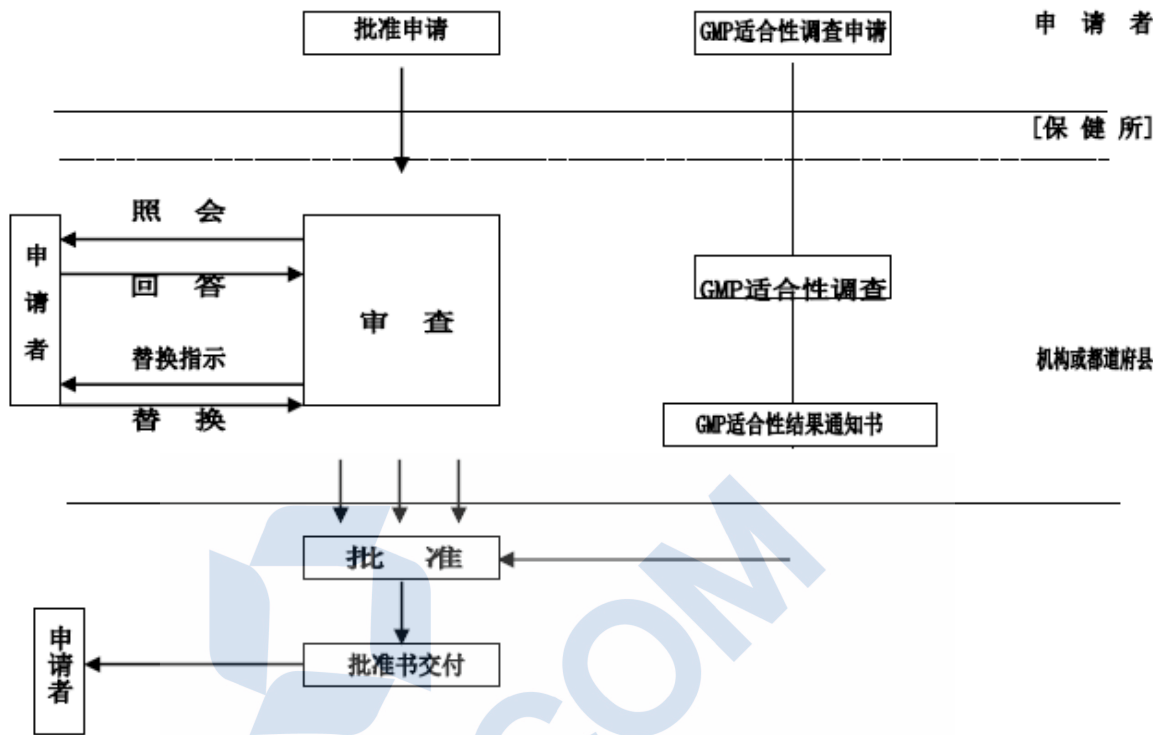 批准申请
GMP适合性调查申请
申 请 者
[保 健 所]
照 会
申请者
回 答
审 查
GMP适合性调查
替换指示
机构或都道府县
替 换
GMP适合性结果通知书
批 准
申请者
批准书交付
COM